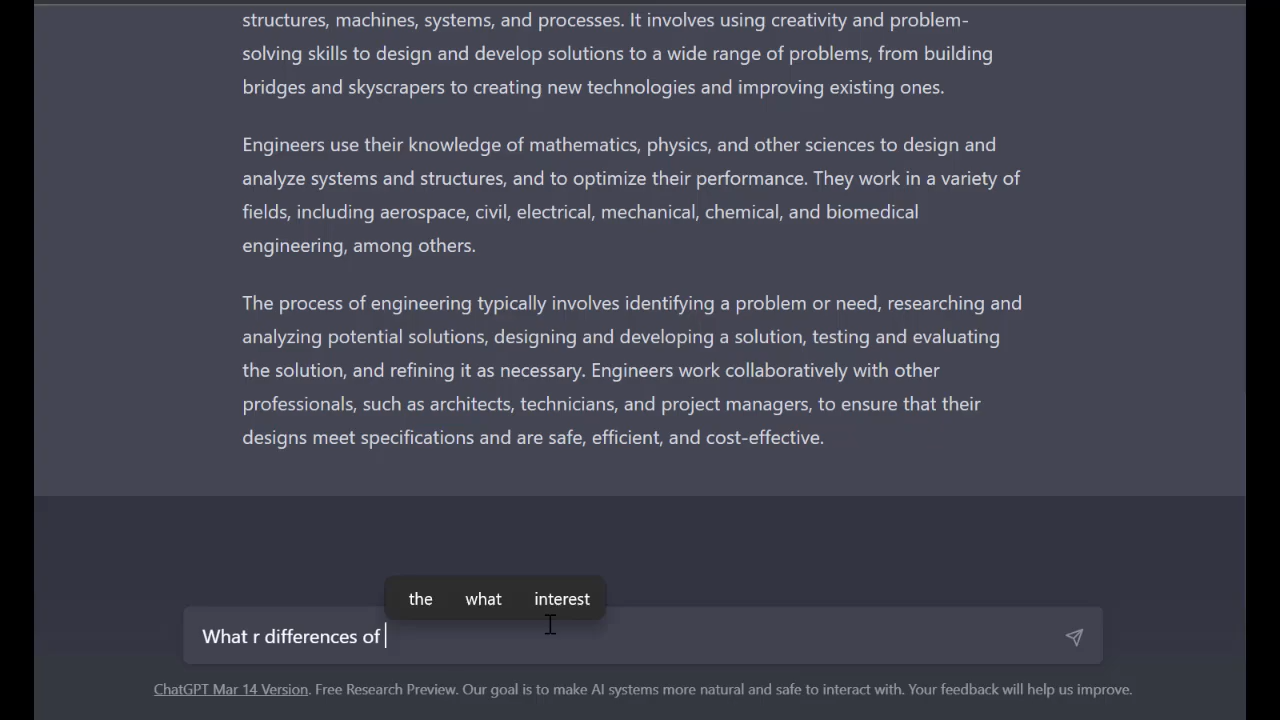 structures, machines, systems, and processes. It involves using creativity and problem-
solving skills to design and develop solutions to a wide range of problems, from building
bridges and skyscrapers to creating new technologies and improving existing ones.
Engineers use their knowledge of mathematics, physics, and other sciences to design and
analyze systems and structures, and to optimize their performance. They work in a variety of
fields, including aerospace, civil, electrical, mechanical, chemical, and biomedical
engineering, among others.
The process of engineering typically involves identifying a problem or need, researching and
analyzing potential solutions, designing and developing a solution, testing and evaluating
the solution, and refining it as necessary. Engineers work collaboratively with other
professionals, such as architects, technicians, and project managers, to ensure that their
designs meet specifications and are safe, efficient, and cost-effective.
the what interest
What r differences of
ChatGPT Mar 14 Version. Free Research Preview. Our goal is to make AI systems more natural and safe to interact with. Your feedback will help us improve.